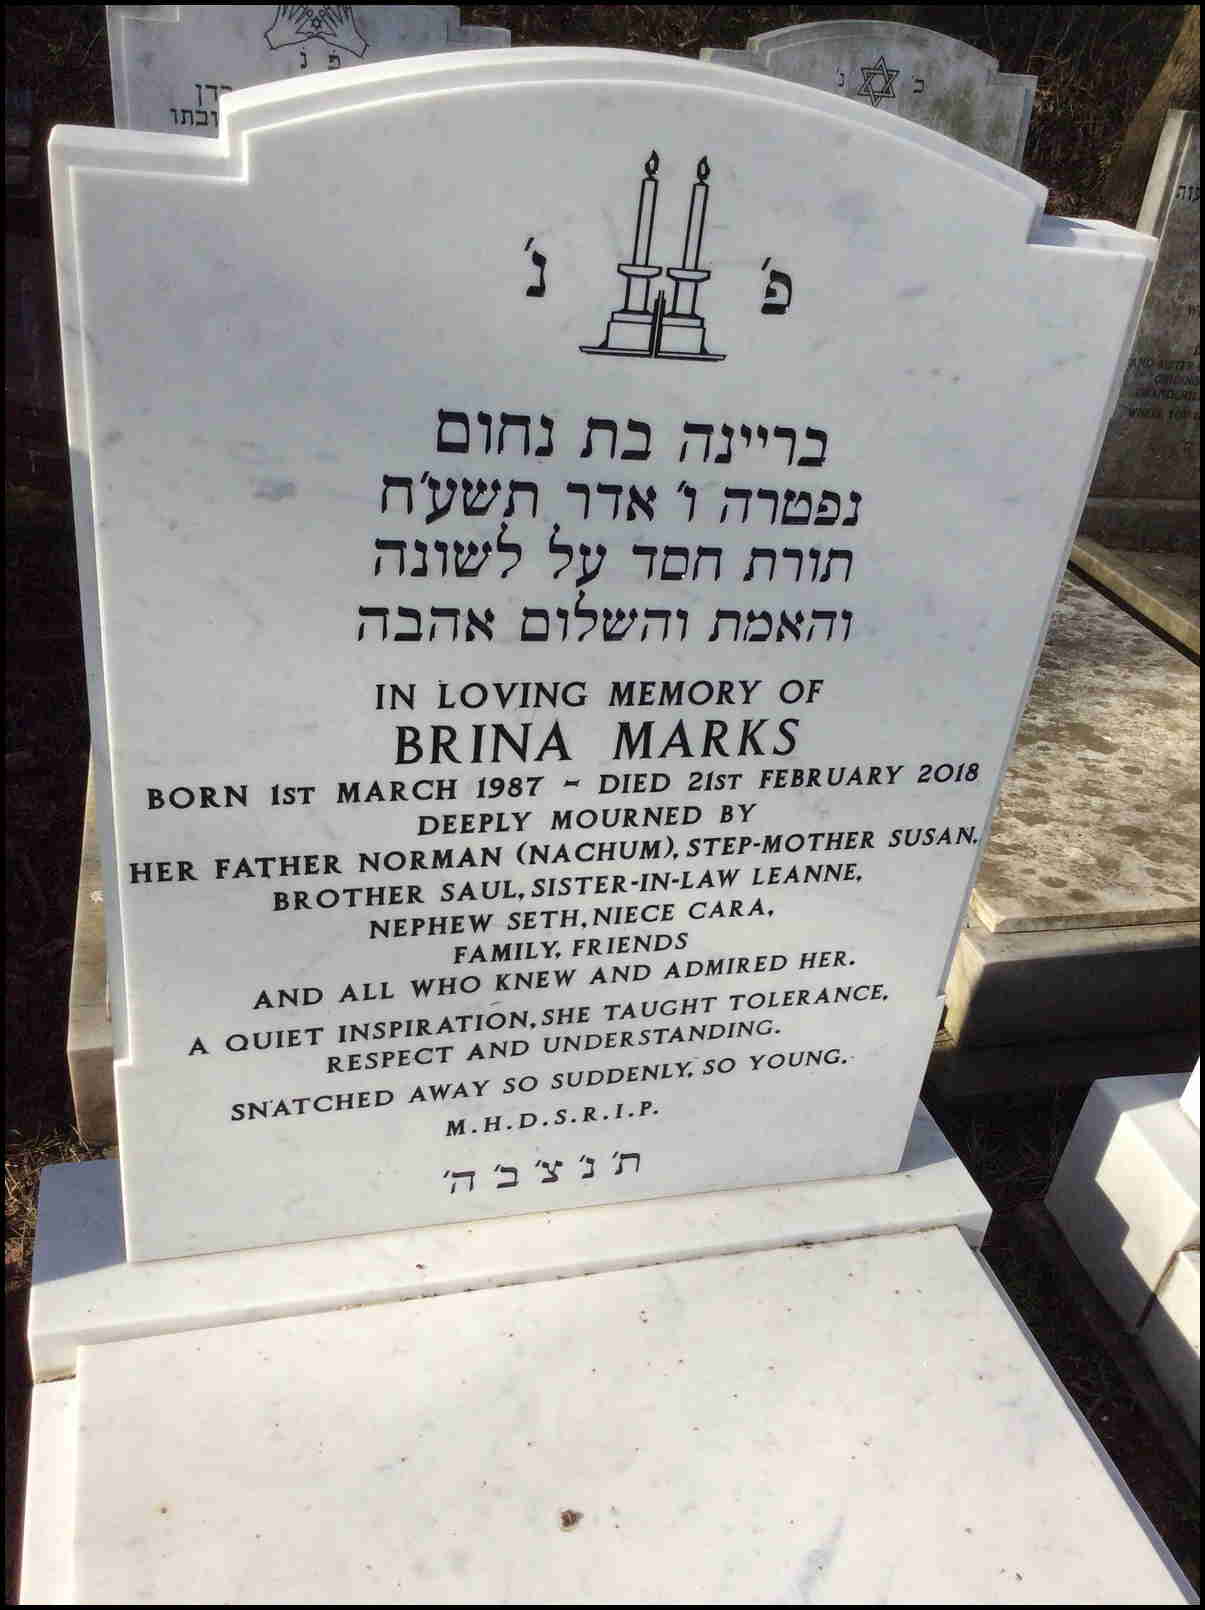 פ נ
כ' נ'
פ' נ'
בריינה בת נחום
נפטרה ו' אדר תשע'ח
תורת חסד על לשונה
והאמת והשלום אהבה
IN LOVING MEMORY OF
BRINA MARKS
BORN 1ST MARCH 1987 - DIED 21ST FEBRUARY 2018
DEEPLY MOURNED BY
HER FATHER NORMAN (NACHUM), STEP-MOTHER SUSAN,
BROTHER SAUL, SISTER-IN-LAW LEANNE,
NEPHEW SETH, NIECE CARA,
FAMILY, FRIENDS
AND ALL WHO KNEW AND ADMIRED HER.
A QUIET INSPIRATION, SHE TAUGHT TOLERANCE,
RESPECT AND UNDERSTANDING.
SNATCHED AWAY SO SUDDENLY, SO YOUNG.
M.H.D.S.R.I.P.
ת' נ' צ' ב' ה'